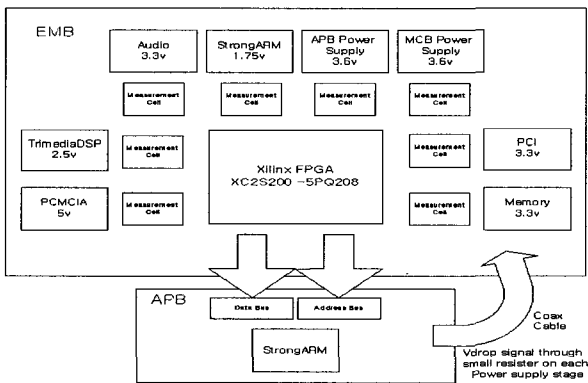 EMB
Audio
3.3v
StrongARM
1.75v
APB Power
Supply
3.6v
MCB Power
Supply
3.6v
Measurement
Cell
Measurement
Cell
Measurement
Cell
Measurement
Cell
TrimediaDSP
2.5v
Measurement
Cell
Xilinx FPGA
XC2S200 -5PQ208
Measurement
Cell
PCI
3.3v
PCMCIA
5v
Measurement
Cell
Measurement
Cell
Memory
3.3v
APB
Data Bus
Address Bus
StrongARM
Coax
Cable
Vdrop signal through
small resister on each
Power supply stage